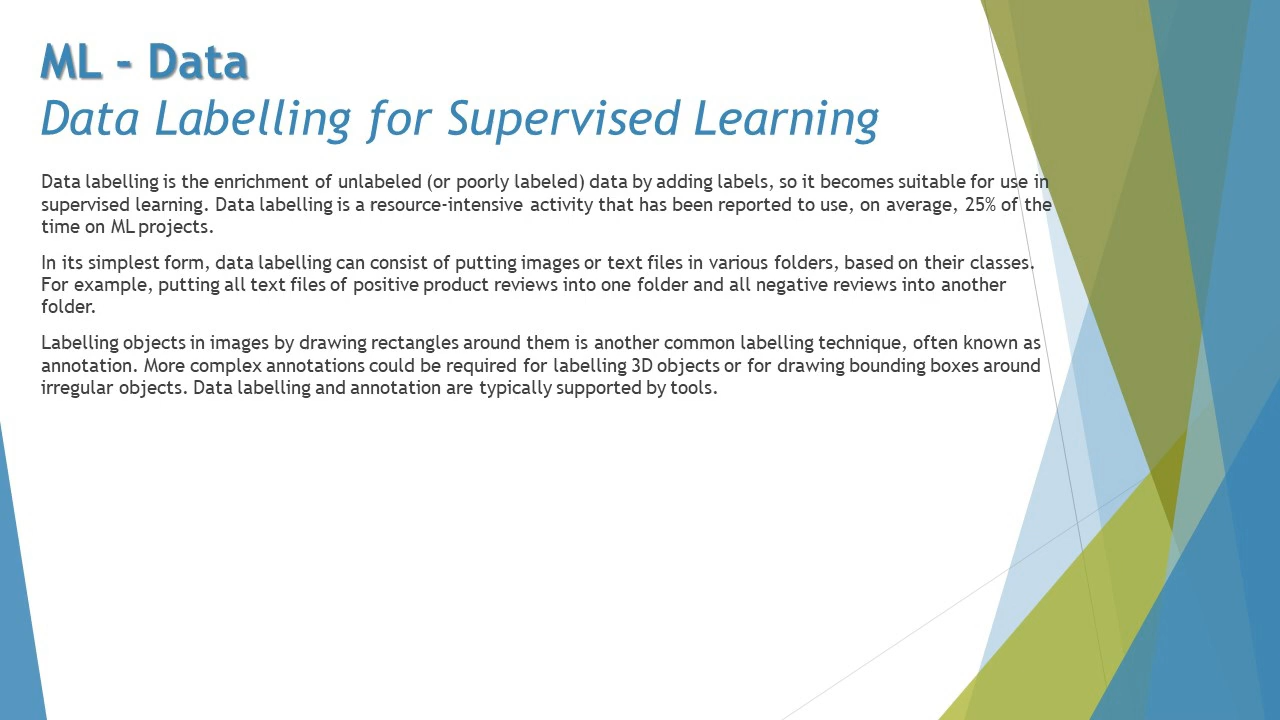 ML - Data
Data Labelling for Supervised Learning
Data labelling is the enrichment of unlabeled (or poorly labeled) data by adding labels, so it becomes suitable for use in
supervised learning. Data labelling is a resource-intensive activity that has been reported to use, on average, 25% of the
time on ML projects.
In its simplest form, data labelling can consist of putting images or text files in various folders, based on their classes.
For example, putting all text files of positive product reviews into one folder and all negative reviews into another
folder.
Labelling objects in images by drawing rectangles around them is another common labelling technique, often known as
annotation. More complex annotations could be required for labelling 3D objects or for drawing bounding boxes around
irregular objects. Data labelling and annotation are typically supported by tools.